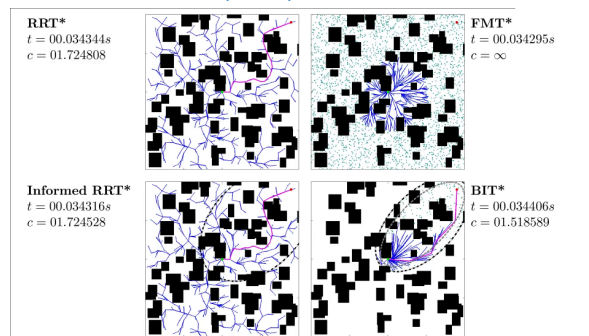 RRT*
t = 00.034344s
c = 01.724808
FMT*
t = 00.034295s
c = ∞
Informed RRT*
t = 00.034316s
c = 01.724528
BIT*
t = 00.034406s
c = 01.518589